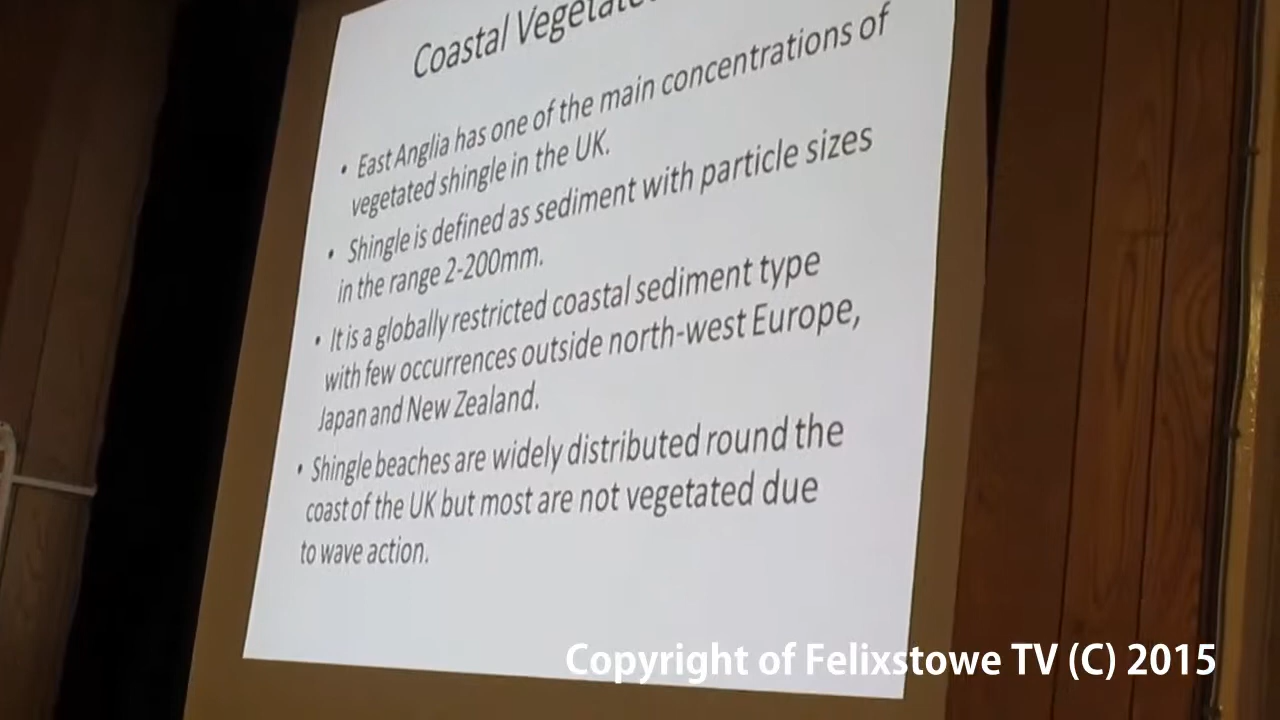 Coastal
• East Anglia has one of the main concentrations of
vegetated shingle in the UK.
• Shingle is defined as sediment with particle sizes
in the range 2-200mm.
• It is a globally restricted coastal sediment type
with few occurrences outside north-west Europe,
Japan and New Zealand.
• Shingle beaches are widely distributed round the
coast of the UK but most are not vegetated due
to wave action.
Copyright of Felixstowe TV (C) 2015